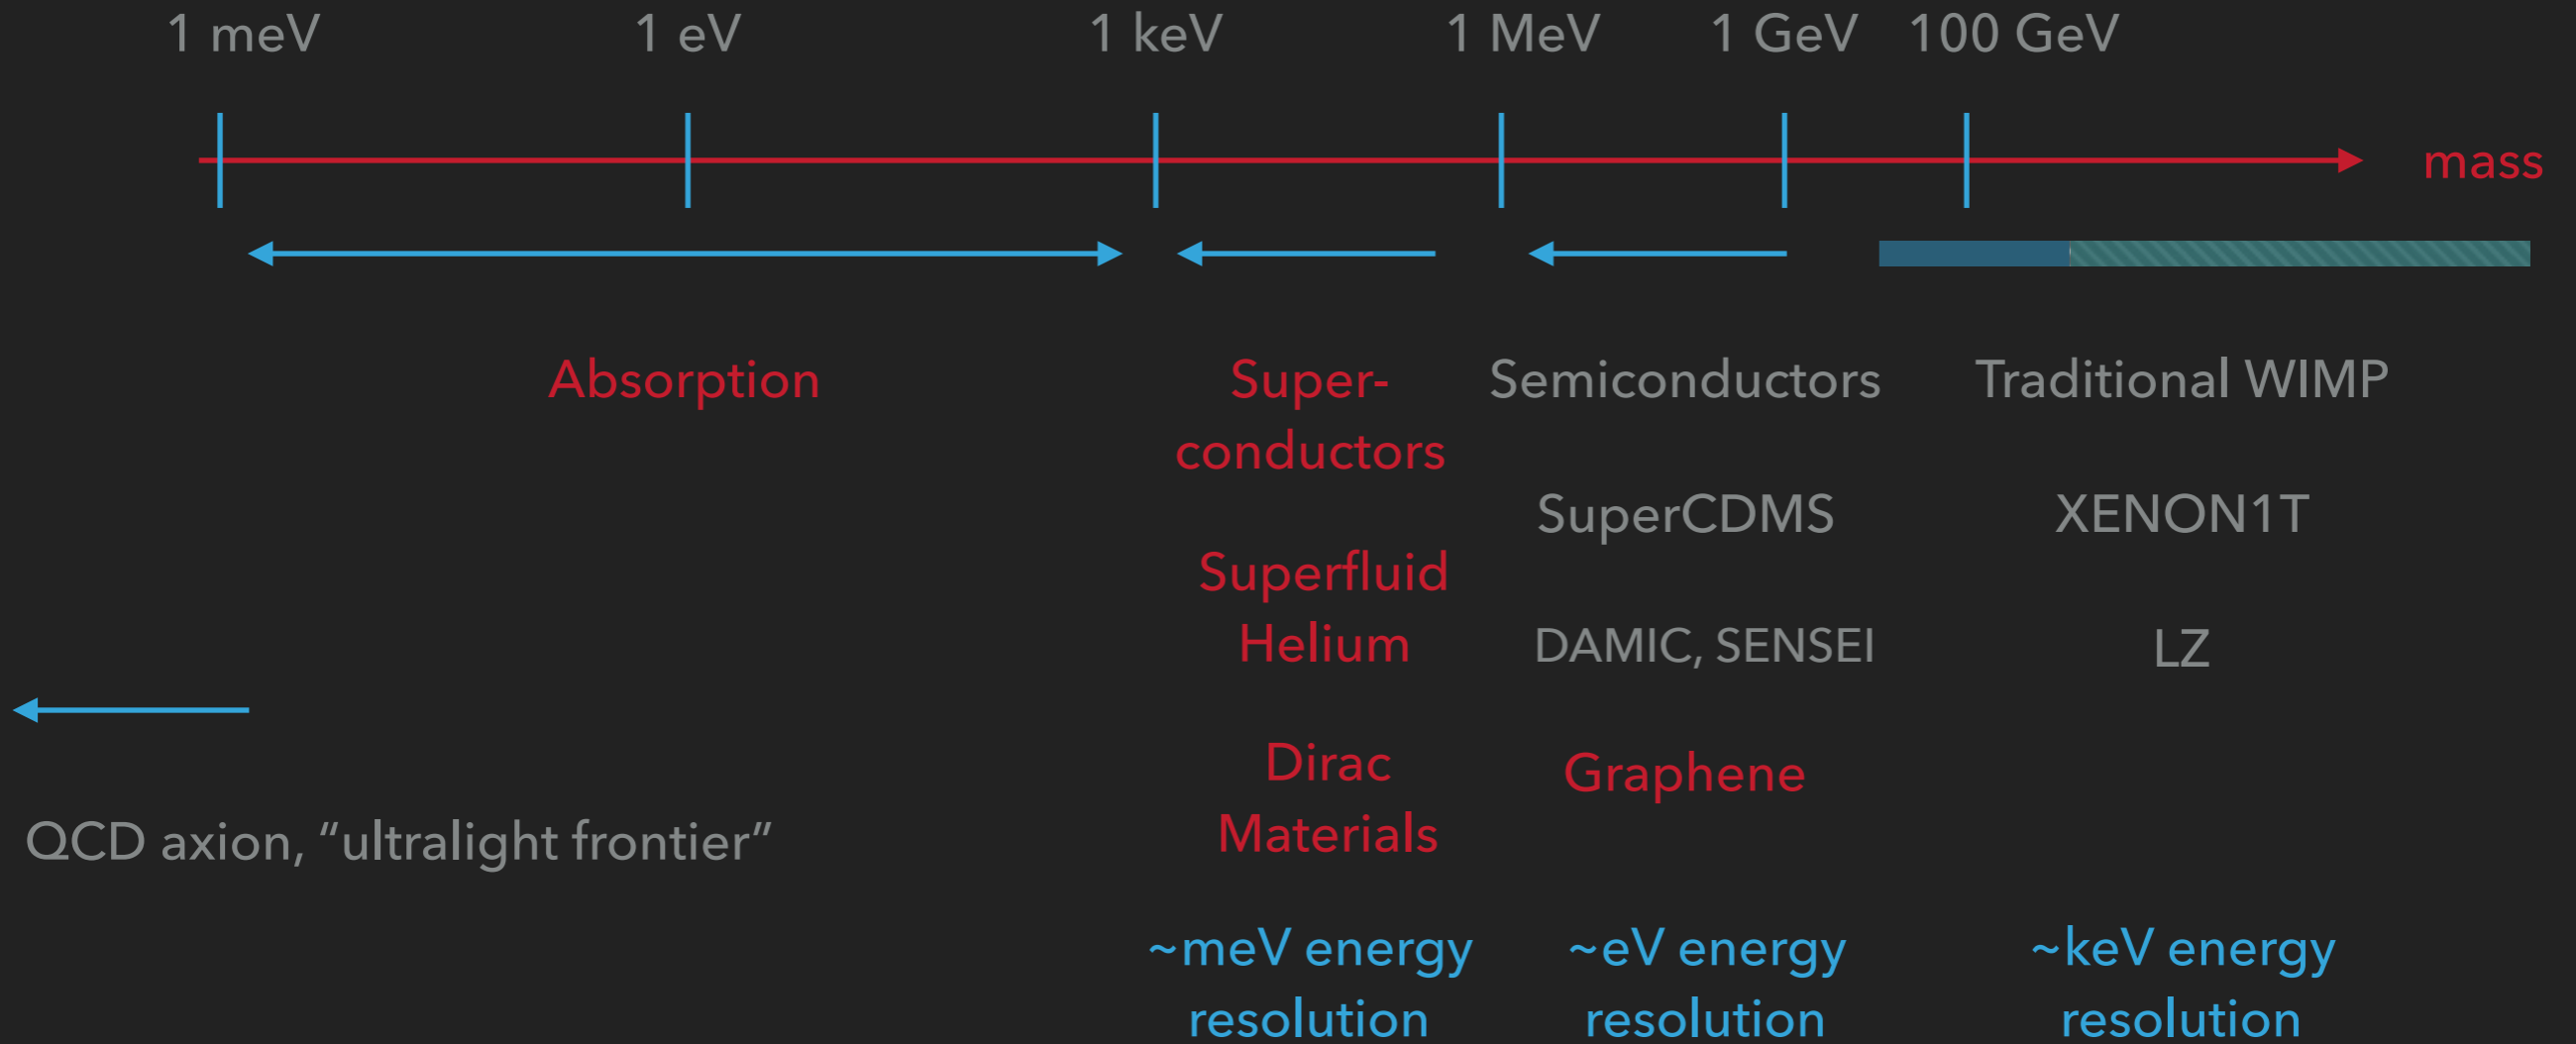 1 meV
1 eV
1 keV
1 MeV
1 GeV
100 GeV
mass
Absorption
Super-
conductors
Superfluid
Helium
Dirac
Materials
~meV energy
resolution
Semiconductors
SuperCDMS
DAMIC, SENSEI
Graphene
~eV energy
resolution
Traditional WIMP
XENON1T
LZ
~keV energy
resolution
QCD axion, “ultralight frontier”